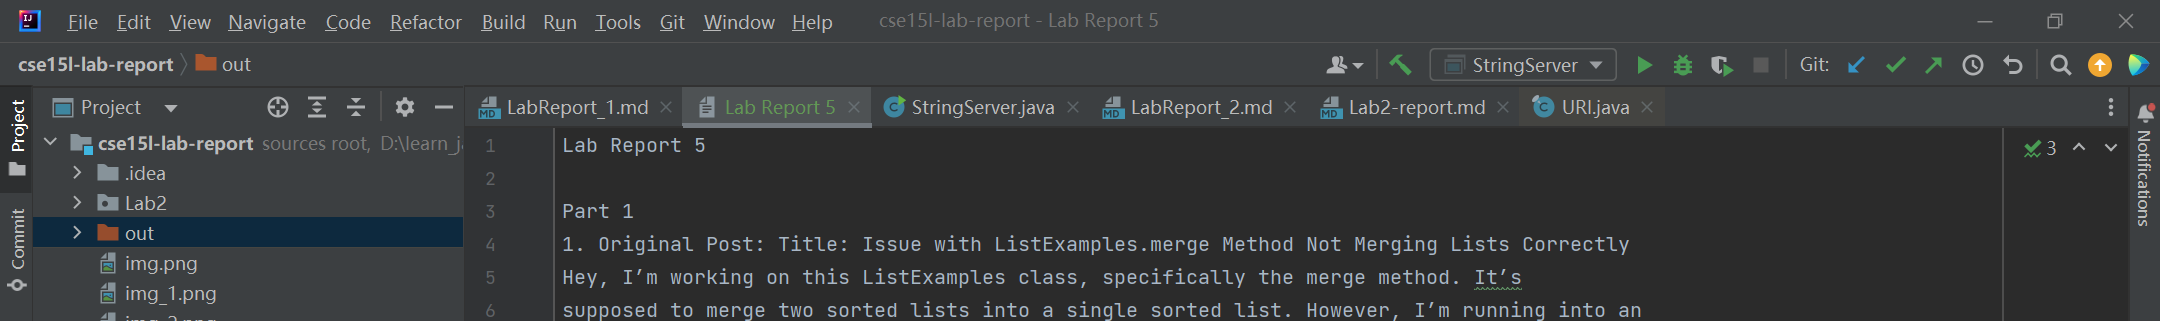 File Edit View Navigate Code Refactor Build Run Tools Git Window Help cse15l-lab-report - Lab Report 5
cse15l-lab-report out StringServer Git:
Project LabReport_1.md Lab Report 5 StringServer.java LabReport_2.md Lab2-report.md URI.java
Project
Commit
cse15l-lab-report sources root, D:\learn_ja
.idea
Lab2
out
img.png
img_1.png
1 Lab Report 5
2
3 Part 1
4 1. Original Post: Title: Issue with ListExamples.merge Method Not Merging Lists Correctly
5 Hey, I’m working on this ListExamples class, specifically the merge method. It’s
6 supposed to merge two sorted lists into a single sorted list. However, I’m running into an
3
Notifications